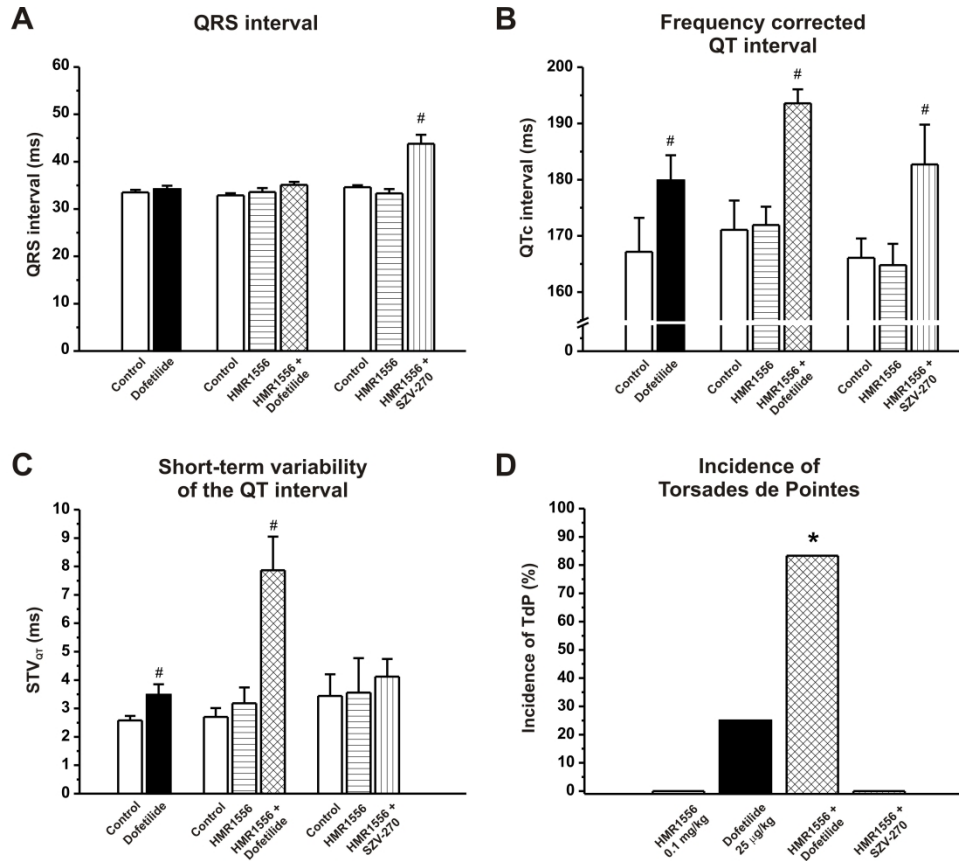 A
QRS interval
QRS interval (ms)
60
50
40
30
20
10
0
#
Control
Dofetilide
Control
HMR1556
HMR1556 +
Dofetilide
Control
HMR1556
HMR1556 +
SZV-270
B
Frequency corrected
QT interval
QTc interval (ms)
200
190
180
170
160
0
#
#
#
Control
Dofetilide
Control
HMR1556
HMR1556 +
Dofetilide
Control
HMR1556
HMR1556 +
SZV-270
C
Short-term variability
of the QT interval
STVQT (ms)
10
9
8
7
6
5
4
3
2
1
0
#
#
Control
Dofetilide
Control
HMR1556
HMR1556 +
Dofetilide
Control
HMR1556
HMR1556 +
SZV-270
D
Incidence of
Torsades de Pointes
Incidence of TdP (%)
100
90
80
70
60
50
40
30
20
10
0
*
HMR1556
0.1 mg/kg
Dofetilide
25 µg/kg
HMR1556 +
Dofetilide
HMR1556 +
SZV-270